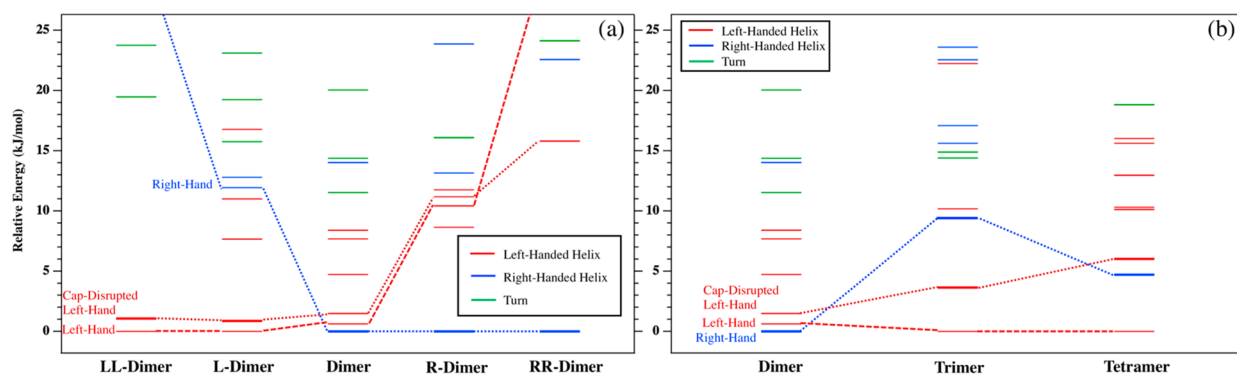 (a)
25
20
15
10
5
0
Relative Energy (kJ/mol)
Right-Hand
Cap-Disrupted
Left-Hand
Left-Hand
Left-Handed Helix
Right-Handed Helix
Turn
LL-Dimer
L-Dimer
Dimer
R-Dimer
RR-Dimer
(b)
Left-Handed Helix
Right-Handed Helix
Turn
25
20
15
10
5
0
Cap-Disrupted
Left-Hand
Left-Hand
Right-Hand
Dimer
Trimer
Tetramer